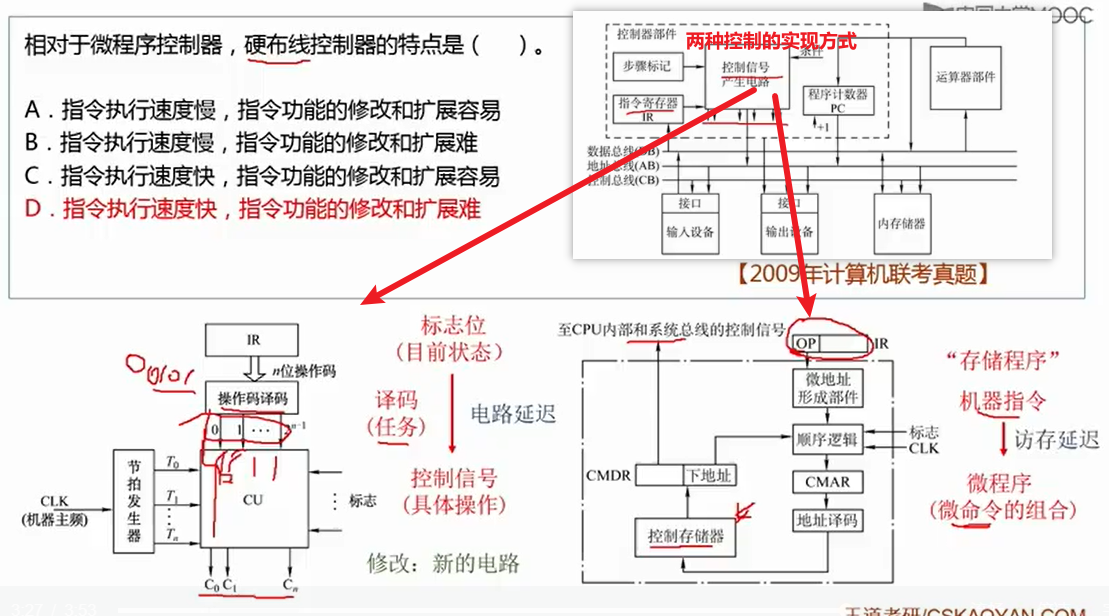 相对于微程序控制器，硬布线控制器的特点是（　　）。
A．指令执行速度慢，指令功能的修改和扩展容易
B．指令执行速度慢，指令功能的修改和扩展难
C．指令执行速度快，指令功能的修改和扩展容易
D．指令执行速度快，指令功能的修改和扩展难
MOOC
控制器部件
两种控制的实现方式
步骤标记
控制信号
产生电路
条件
运算器部件
指令寄存器
IR
程序计数器
PC
+1
数据总线(DB)
地址总线(AB)
控制总线(CB)
接口
输入设备
接口
输出设备
内存储器
【2009年计算机联考真题】
IR
n位操作码
操作码译码
0 1 ··· 2ⁿ⁻¹
节拍发生器
T₀
T₁
Tₙ
CLK
(机器主频)
CU
标志
C₀ C₁ Cₙ
标志位
（目前状态）
译码
（任务）
电路延迟
控制信号
（具体操作）
修改：新的电路
至CPU内部和系统总线的控制信号
OP
IR
微地址
形成部件
顺序逻辑
标志
CLK
CMDR
下地址
CMAR
控制存储器
地址译码
“存储程序”
机器指令
访存延迟
微程序
（微命令的组合）
3:27 / 3:53
王道考研/CSKAOYAN.COM